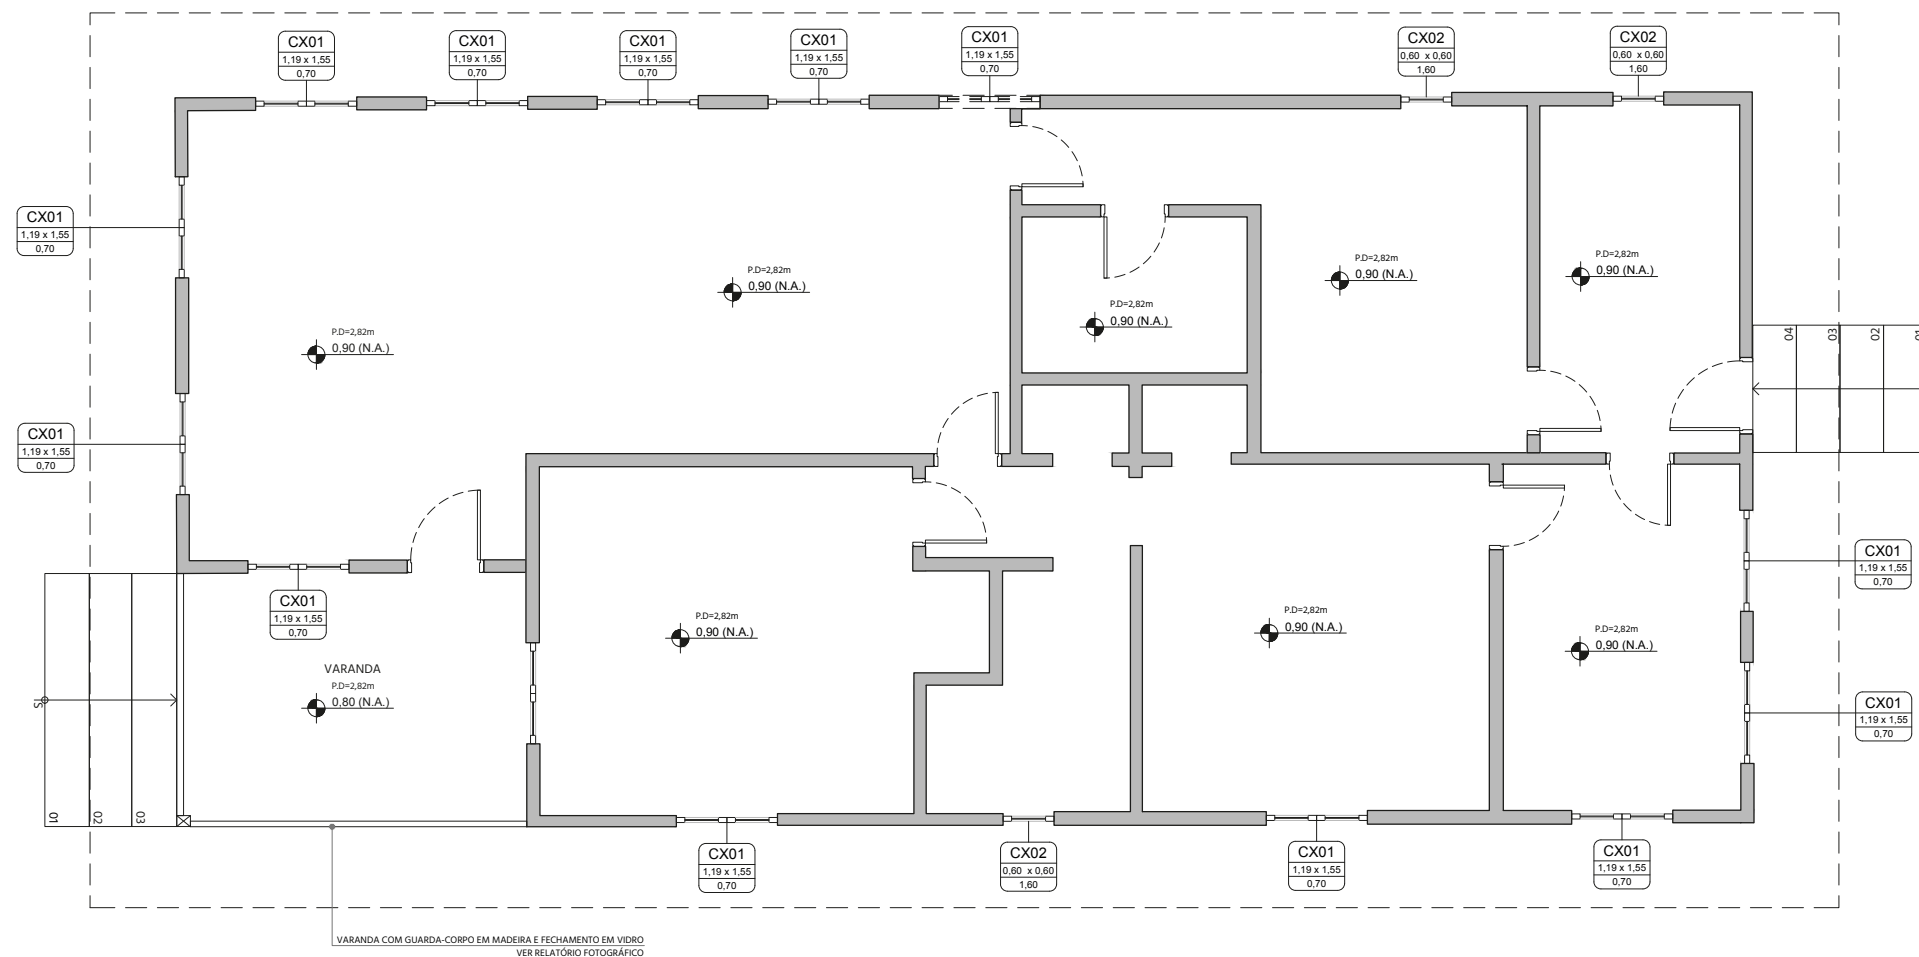 CX01
1,19 x 1,55
0,70
CX01
1,19 x 1,55
0,70
CX01
1,19 x 1,55
0,70
CX01
1,19 x 1,55
0,70
CX01
1,19 x 1,55
0,70
CX02
0,60 x 0,60
1,60
CX02
0,60 x 0,60
1,60
CX01
1,19 x 1,55
0,70
P.D=2,82m
0,90 (N.A.)
P.D=2,82m
0,90 (N.A.)
P.D=2,82m
0,90 (N.A.)
P.D=2,82m
0,90 (N.A.)
P.D=2,82m
0,90 (N.A.)
04
03
02
01
CX01
1,19 x 1,55
0,70
CX01
1,19 x 1,55
0,70
CX01
1,19 x 1,55
0,70
P.D=2,82m
0,90 (N.A.)
P.D=2,82m
0,90 (N.A.)
P.D=2,82m
0,90 (N.A.)
VARANDA
P.D=2,82m
0,80 (N.A.)
S
01
02
03
CX01
1,19 x 1,55
0,70
CX01
1,19 x 1,55
0,70
CX02
0,60 x 0,60
1,60
CX01
1,19 x 1,55
0,70
CX01
1,19 x 1,55
0,70
VARANDA COM GUARDA-CORPO EM MADEIRA E FECHAMENTO EM VIDRO
VER RELATÓRIO FOTOGRÁFICO